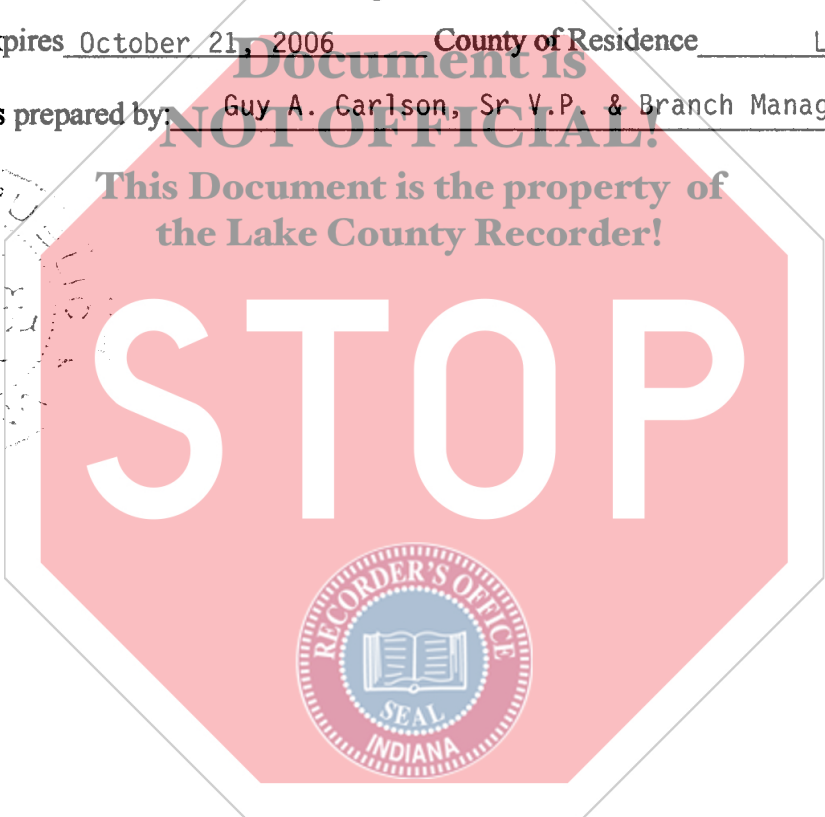 xpires October 21, 2006 County of Residence L
Document is
s prepared by: Guy A. Carlson, Sr V.P. & Branch Manag
NOT OFFICIAL!
This Document is the property of
the Lake County Recorder!
STOP
RECORDER'S OFFICE
SEAL
INDIANA